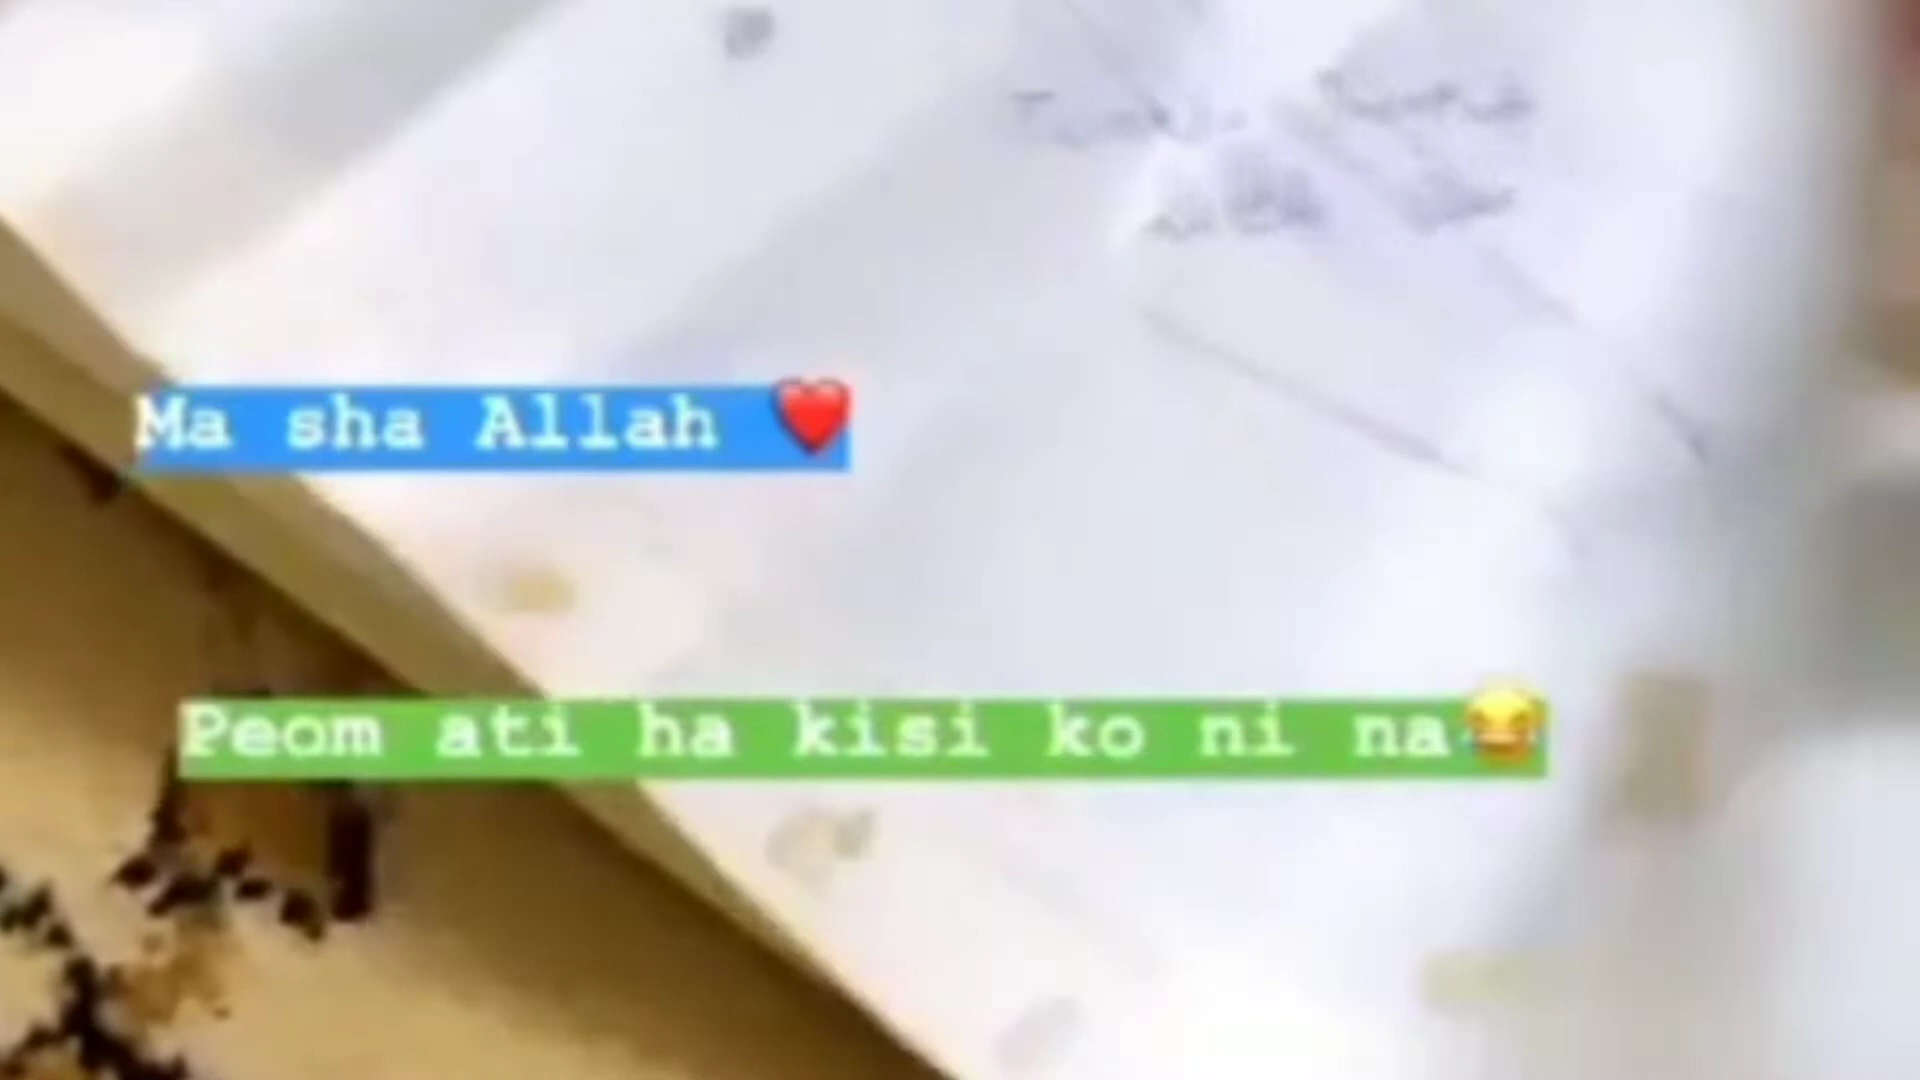 Ma sha Allah ❤️
Peom ati ha kisi ko ni na😂